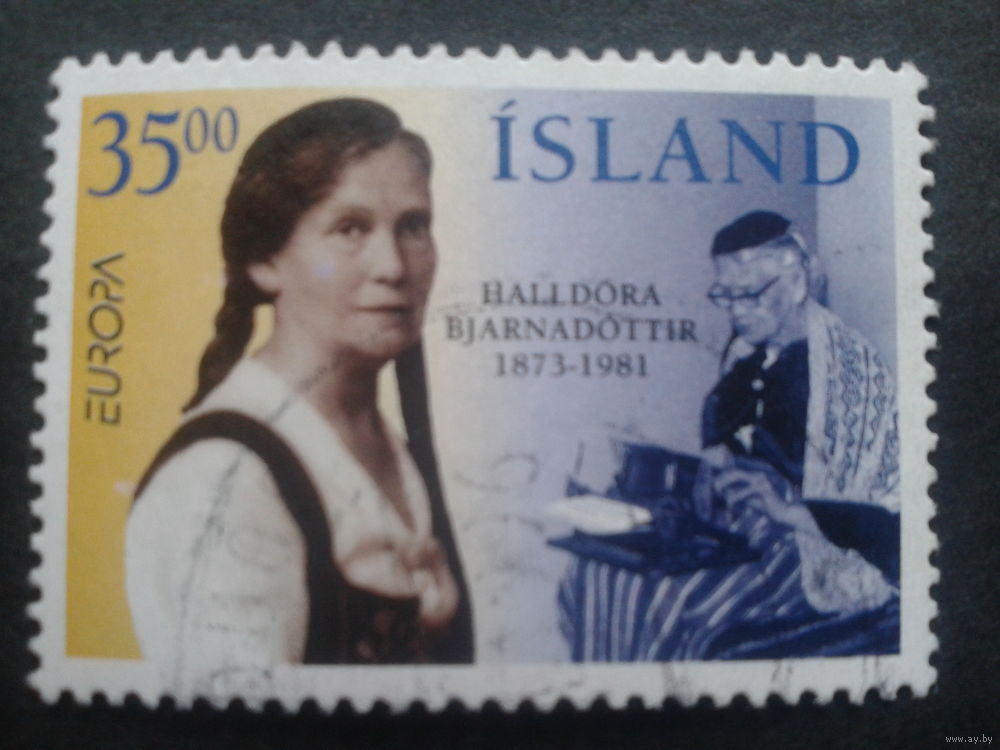 35⁰⁰
ÍSLAND
EUROPA
HALLDÓRA
BJARNADÓTTIR
1873-1981
www.ay.by